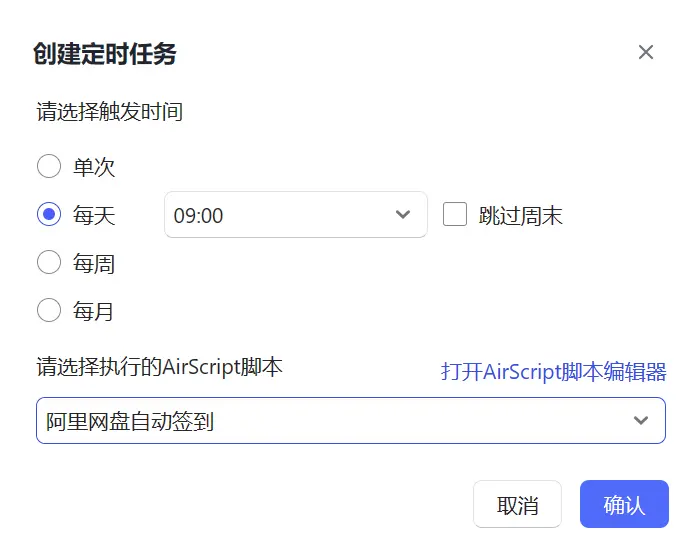 创建定时任务
请选择触发时间
单次
每天 09:00 跳过周末
每周
每月
请选择执行的AirScript脚本 打开AirScript脚本编辑器
阿里网盘自动签到
取消 确认